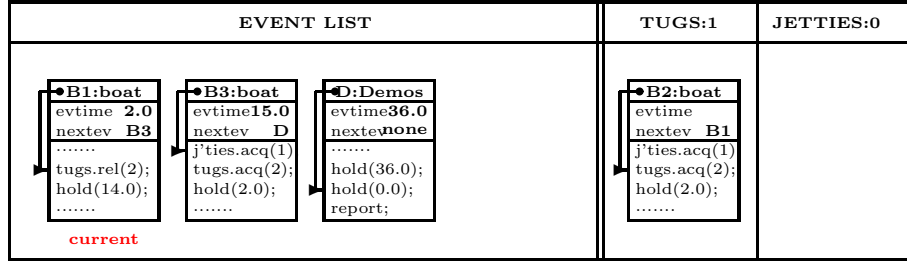 EVENT LIST TUGS:1 JETTIES:0
B1:boat
evtime 2.0
nextev B3
.......
tugs.rel(2);
hold(14.0);
.......
current
B3:boat
evtime15.0
nextev D
j'ties.acq(1)
tugs.acq(2);
hold(2.0);
.......
D:Demos
evtime36.0
nextevnone
.......
hold(36.0);
hold(0.0);
report;
B2:boat
evtime
nextev B1
j'ties.acq(1)
tugs.acq(2);
hold(2.0);
.......